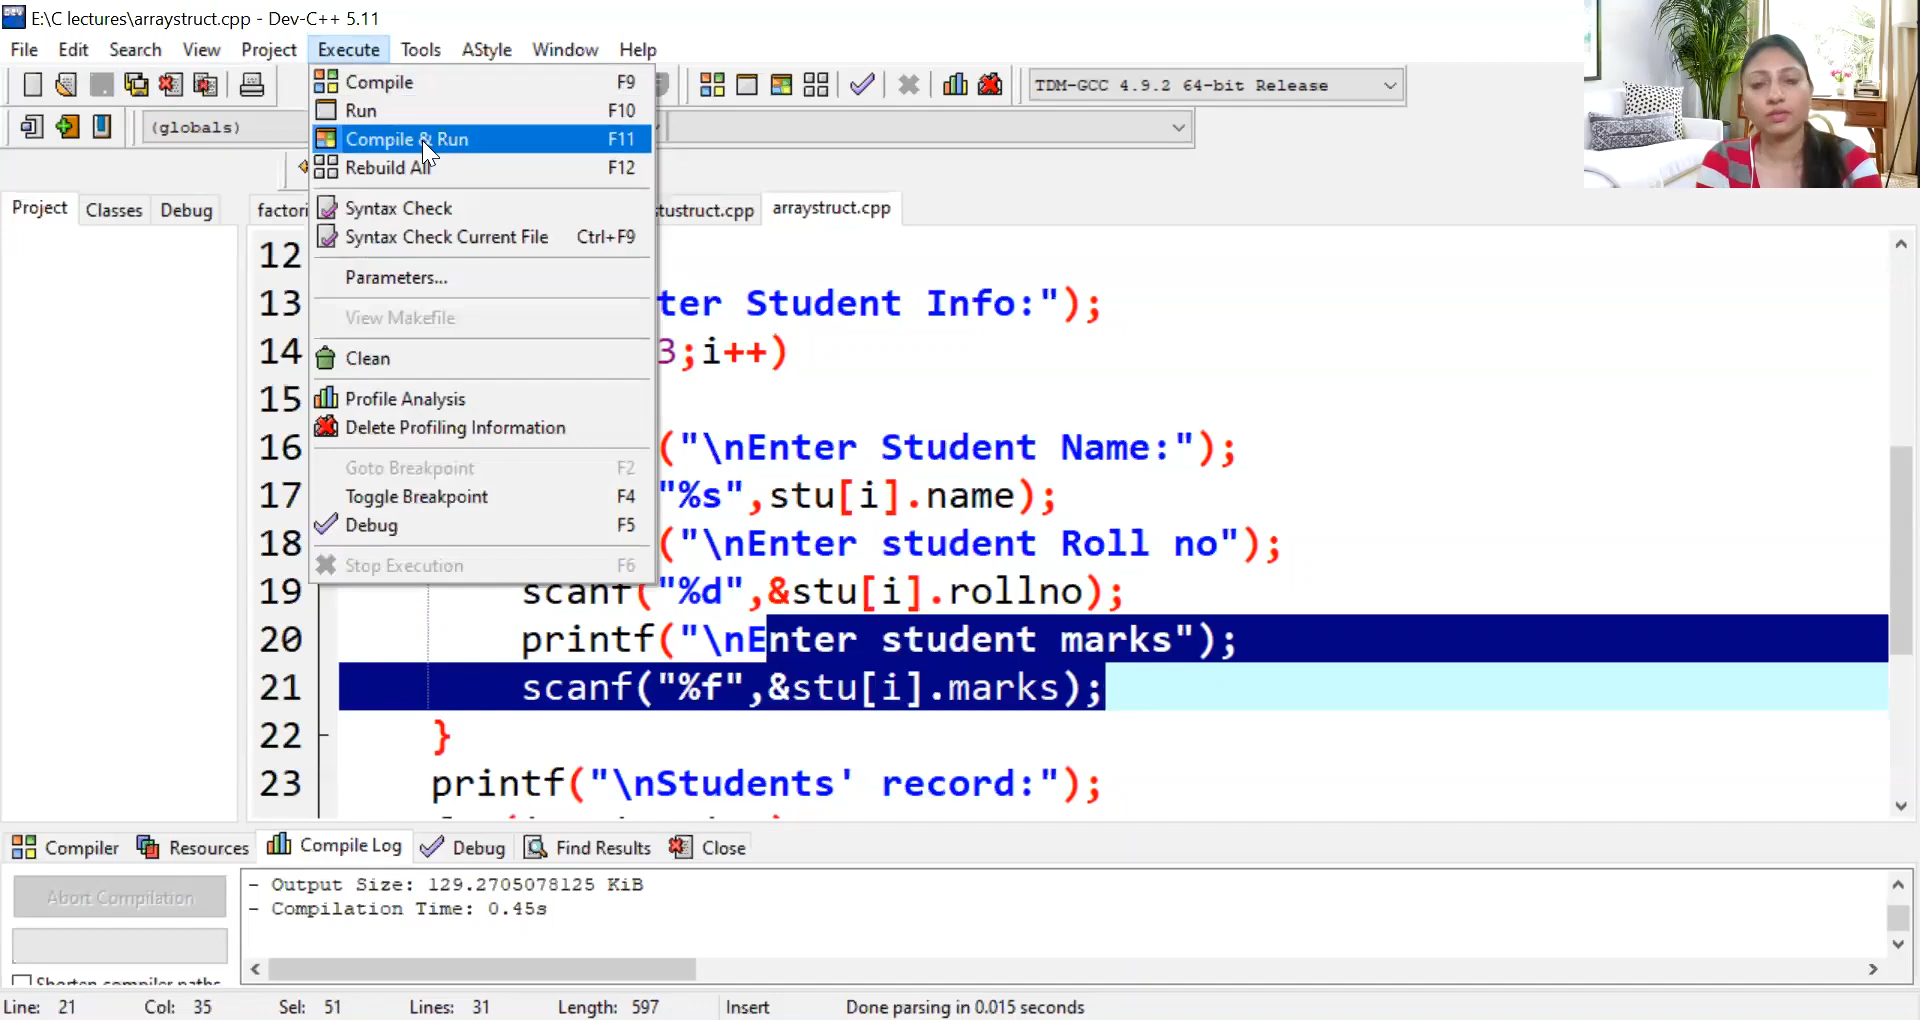 E:\C lectures\arraystruct.cpp - Dev-C++ 5.11
File Edit Search View Project Execute Tools AStyle Window Help
TDM-GCC 4.9.2 64-bit Release
(globals)
Compile F9
Run F10
Compile & Run F11
Rebuild All F12
Syntax Check
Syntax Check Current File Ctrl+F9
Parameters...
View Makefile
Clean
Profile Analysis
Delete Profiling Information
Goto Breakpoint F2
Toggle Breakpoint F4
Debug F5
Stop Execution F6
Project Classes Debug
factori tustruct.cpp arraystruct.cpp
12
13 ter Student Info:");
14 3;i++)
15
16 ("\nEnter Student Name:");
17 "%s",stu[i].name);
18 ("\nEnter student Roll no");
19 scanf("%d",&stu[i].rollno);
20 printf("\nEnter student marks");
21 scanf("%f",&stu[i].marks);
22 }
23 printf("\nStudents' record:");
Compiler Resources Compile Log Debug Find Results Close
Abort Compilation
Shorten compiler paths
- Output Size: 129.2705078125 KiB
- Compilation Time: 0.45s
Line: 21 Col: 35 Sel: 51 Lines: 31 Length: 597 Insert Done parsing in 0.015 seconds